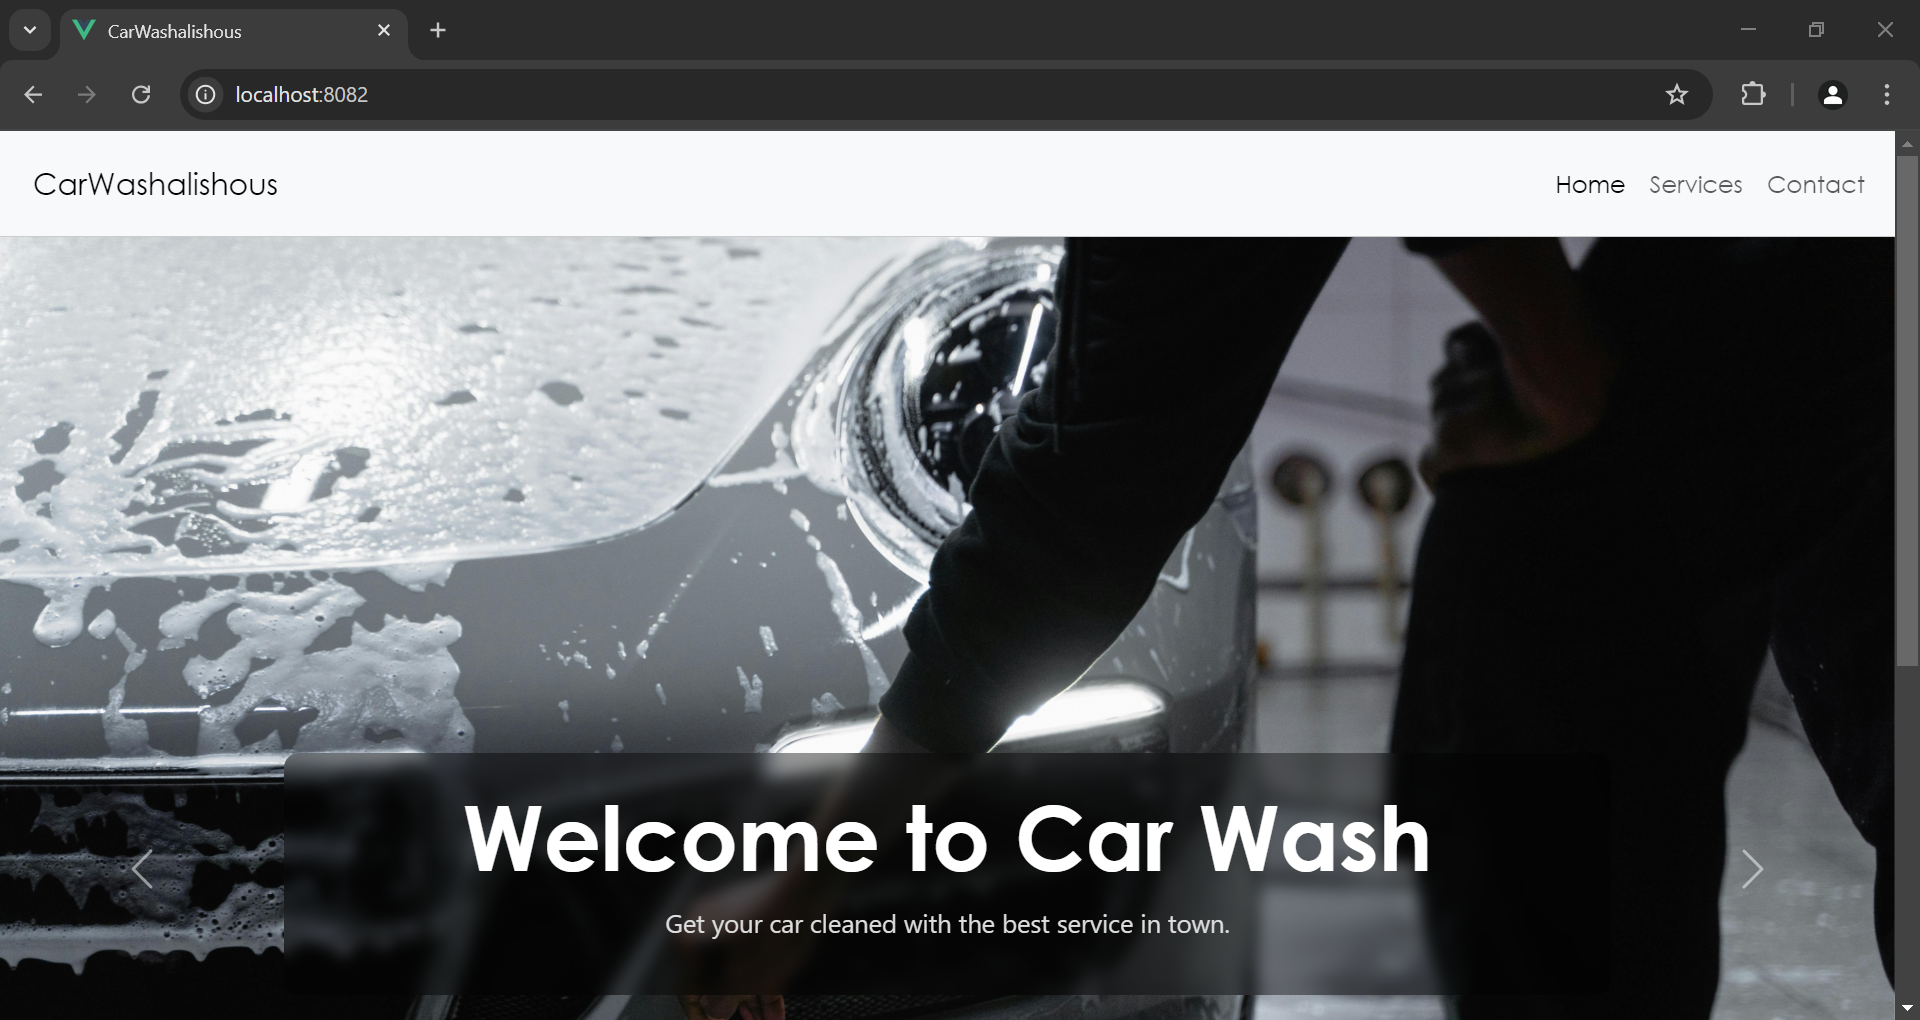 CarWashalishous
localhost:8082
CarWashalishous
Home Services Contact
Welcome to Car Wash
Get your car cleaned with the best service in town.